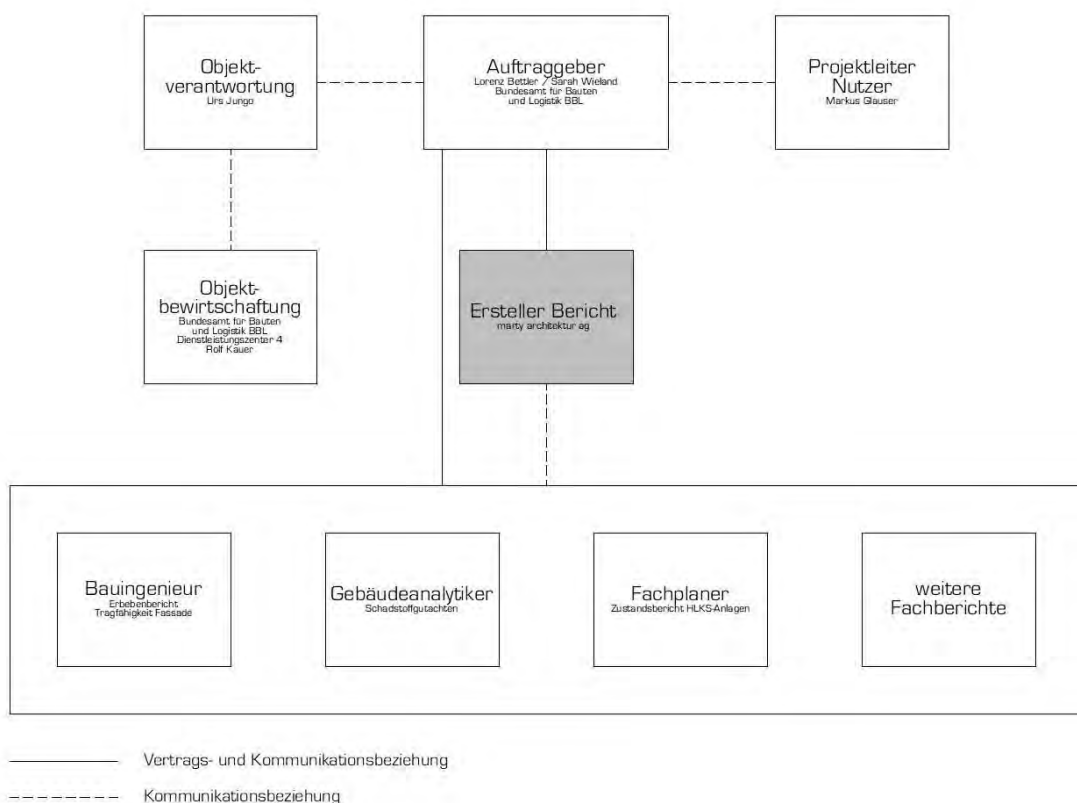 Objekt-
verantwortung
Urs Jungo
Auftraggeber
Lorenz Bettler / Sarah Wieland
Bundesamt für Bauten
und Logistik BBL
Projektleiter
Nutzer
Markus Glauser
Objekt-
bewirtschaftung
Bundesamt für Bauten
und Logistik BBL
Dienstleistungszenter 4
Rolf Kauer
Ersteller Bericht
marty architektur ag
Bauingenieur
Erbebenbericht
Tragfähigkeit Fassade
Gebäudeanalytiker
Schadstoffgutachten
Fachplaner
Zustandsbericht HLKS-Anlagen
weitere
Fachberichte
Vertrags- und Kommunikationsbeziehung
Kommunikationsbeziehung